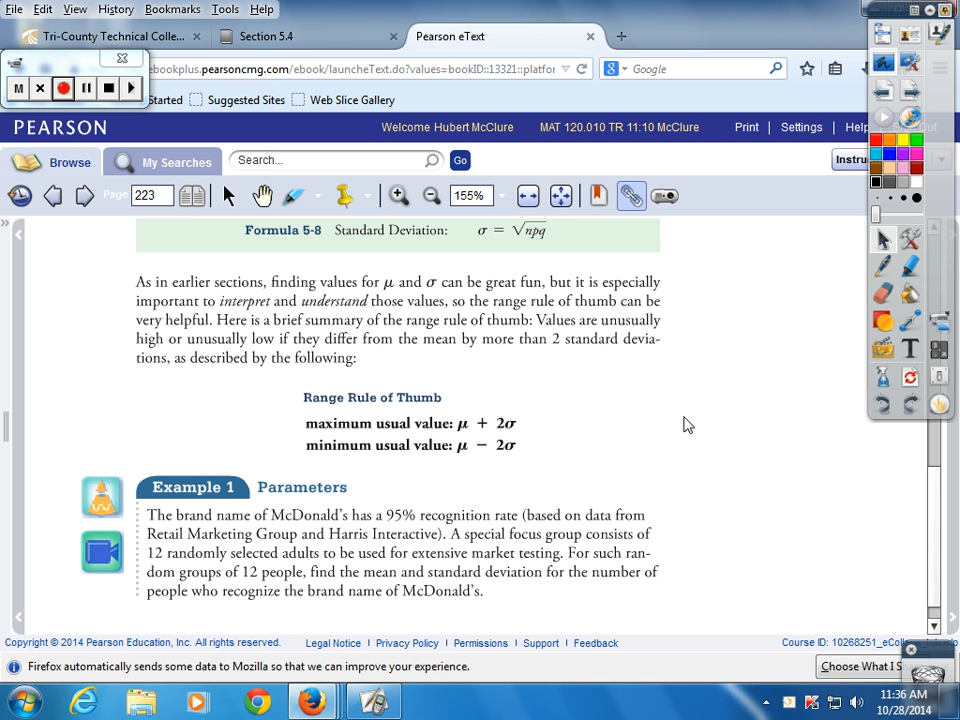 File Edit View History Bookmarks Tools Help
Tri-County Technical Colle... × Section 5.4 × Pearson eText × +
ebookplus.pearsoncmg.com/ebook/launcheText.do?values=bookID::13321::platfor Google
M
Started Suggested Sites Web Slice Gallery
PEARSON Welcome Hubert McClure MAT 120.010 TR 11:10 McClure Print Settings Help
Browse My Searches Search... Go Instru
Page 223 155%
Formula 5-8 Standard Deviation: σ = √npq
As in earlier sections, finding values for μ and σ can be great fun, but it is especially
important to interpret and understand those values, so the range rule of thumb can be
very helpful. Here is a brief summary of the range rule of thumb: Values are unusually
high or unusually low if they differ from the mean by more than 2 standard devia-
tions, as described by the following:
Range Rule of Thumb
maximum usual value: μ + 2σ
minimum usual value: μ − 2σ
Example 1 Parameters
The brand name of McDonald's has a 95% recognition rate (based on data from
Retail Marketing Group and Harris Interactive). A special focus group consists of
12 randomly selected adults to be used for extensive market testing. For such ran-
dom groups of 12 people, find the mean and standard deviation for the number of
people who recognize the brand name of McDonald's.
Copyright © 2014 Pearson Education, Inc. All rights reserved. Legal Notice | Privacy Policy | Permissions | Support | Feedback Course ID: 10268251_eCol
Firefox automatically sends some data to Mozilla so that we can improve your experience. Choose What I S
11:36 AM
10/28/2014